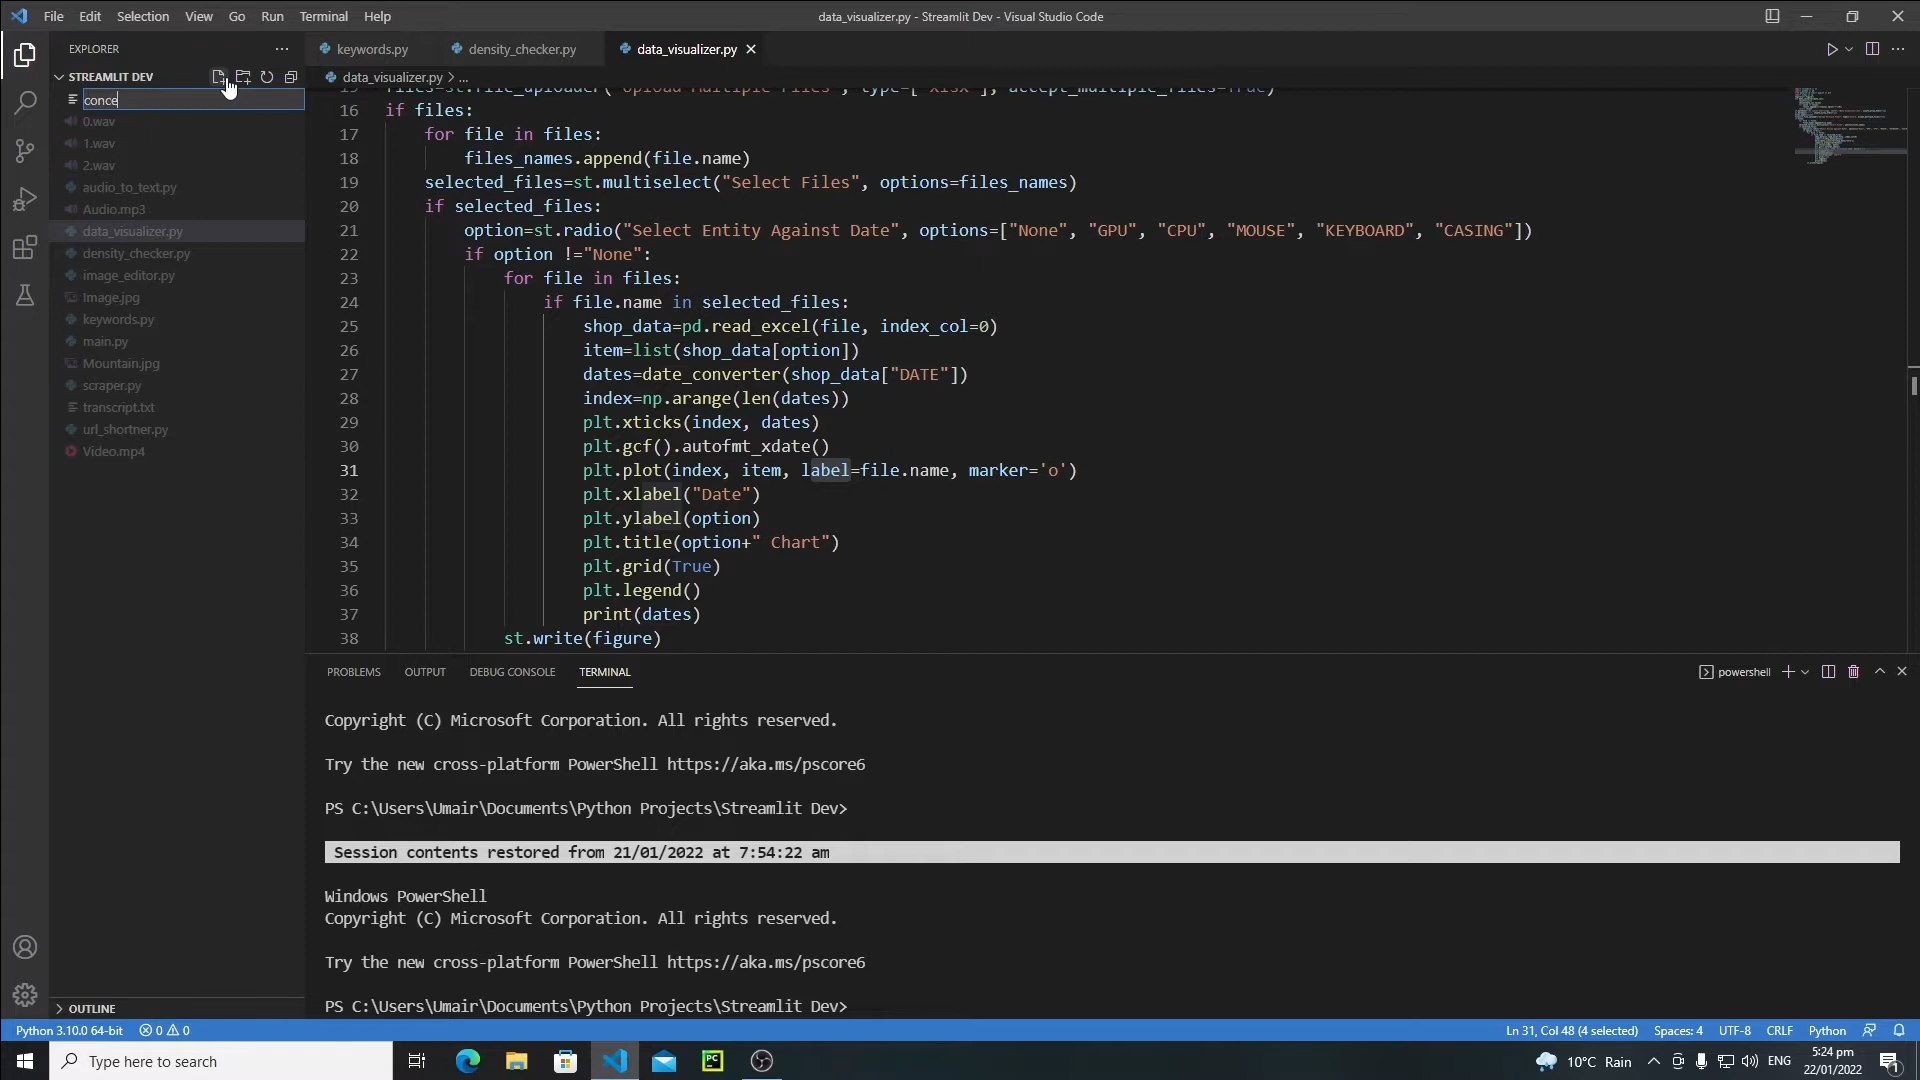 File Edit Selection View Go Run Terminal Help
data_visualizer.py - Streamlit Dev - Visual Studio Code
EXPLORER
STREAMLIT DEV
conce
0.wav
1.wav
2.wav
audio_to_text.py
Audio.mp3
data_visualizer.py
density_checker.py
image_editor.py
Image.jpg
keywords.py
main.py
Mountain.jpg
scraper.py
transcript.txt
url_shortner.py
Video.mp4
OUTLINE
keywords.py density_checker.py data_visualizer.py
data_visualizer.py > ...
15 files=st.file_uploader("Upload Multiple Files", type=["xlsx"], accept_multiple_files=True)
16 if files:
17 for file in files:
18 files_names.append(file.name)
19 selected_files=st.multiselect("Select Files", options=files_names)
20 if selected_files:
21 option=st.radio("Select Entity Against Date", options=["None", "GPU", "CPU", "MOUSE", "KEYBOARD", "CASING"])
22 if option !="None":
23 for file in files:
24 if file.name in selected_files:
25 shop_data=pd.read_excel(file, index_col=0)
26 item=list(shop_data[option])
27 dates=date_converter(shop_data["DATE"])
28 index=np.arange(len(dates))
29 plt.xticks(index, dates)
30 plt.gcf().autofmt_xdate()
31 plt.plot(index, item, label=file.name, marker='o')
32 plt.xlabel("Date")
33 plt.ylabel(option)
34 plt.title(option+" Chart")
35 plt.grid(True)
36 plt.legend()
37 print(dates)
38 st.write(figure)
PROBLEMS OUTPUT DEBUG CONSOLE TERMINAL
powershell
Copyright (C) Microsoft Corporation. All rights reserved.
Try the new cross-platform PowerShell https://aka.ms/pscore6
PS C:\Users\Umair\Documents\Python Projects\Streamlit Dev>
Session contents restored from 21/01/2022 at 7:54:22 am
Windows PowerShell
Copyright (C) Microsoft Corporation. All rights reserved.
Try the new cross-platform PowerShell https://aka.ms/pscore6
PS C:\Users\Umair\Documents\Python Projects\Streamlit Dev>
Python 3.10.0 64-bit 0 0
Ln 31, Col 48 (4 selected) Spaces: 4 UTF-8 CRLF Python
Type here to search
PC
10°C Rain
ENG
5:24 pm
22/01/2022
1